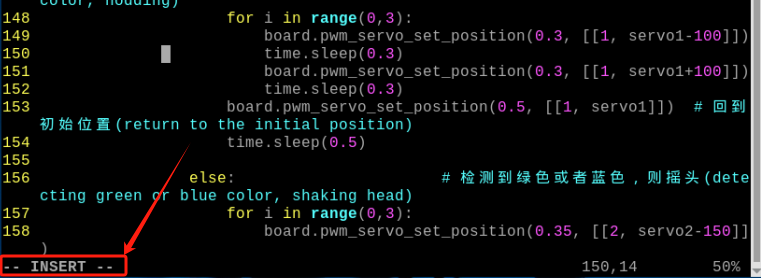 color, nodding)
148 for i in range(0,3):
149 board.pwm_servo_set_position(0.3, [[1, servo1-100]])
150 time.sleep(0.3)
151 board.pwm_servo_set_position(0.3, [[1, servo1+100]])
152 time.sleep(0.3)
153 board.pwm_servo_set_position(0.5, [[1, servo1]]) # 回到
初始位置(return to the initial position)
154 time.sleep(0.5)
155
156 else: # 检测到绿色或者蓝色，则摇头(dete
cting green or blue color, shaking head)
157 for i in range(0,3):
158 board.pwm_servo_set_position(0.35, [[2, servo2-150]]
)
-- INSERT -- 150,14 50%